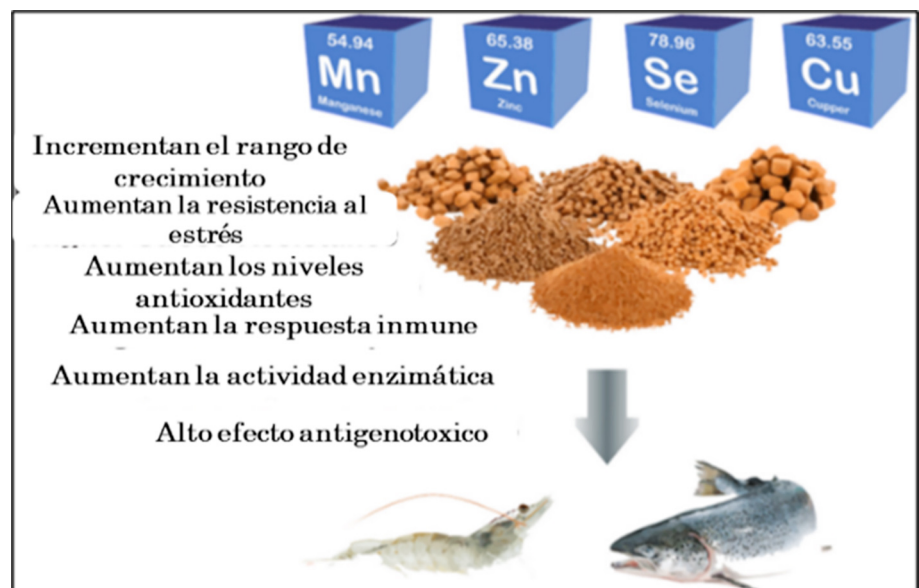 54.94
Mn
Manganese
65.38
Zn
Zinc
78.96
Se
Selenium
63.55
Cu
Cupper
Incrementan el rango de
crecimiento
Aumentan la resistencia al
estrés
Aumentan los niveles
antioxidantes
Aumentan la respuesta inmune
Aumentan la actividad enzimática
Alto efecto antigenotoxico